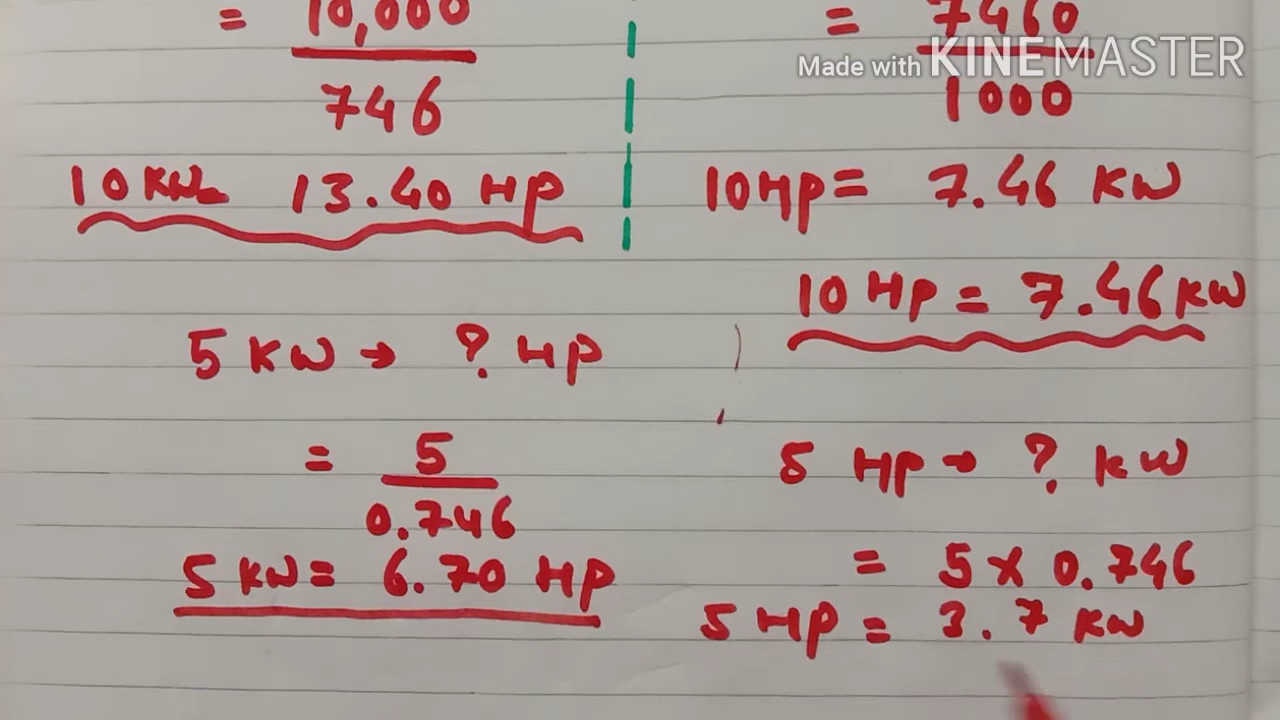 = 10,000
746
10 KW= 13.40 HP
5 KW → ? HP
= 5
0.746
5 KW = 6.70 HP
= 7460
1000
Made with KINEMASTER
10 HP = 7.46 KW
10 HP = 7.46 KW
5 HP → ? KW
= 5 × 0.746
5 HP = 3.7 KW